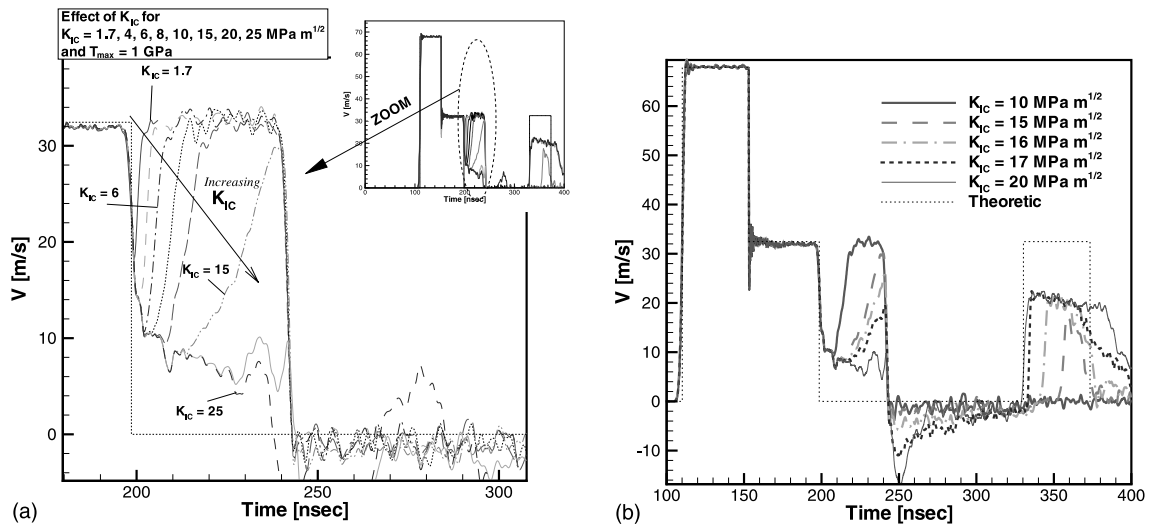 Effect of K_IC for
K_IC = 1.7, 4, 6, 8, 10, 15, 20, 25 MPa m^1/2
and T_max = 1 GPa
K_IC = 1.7
K_IC = 6
Increasing
K_IC
K_IC = 15
K_IC = 25
V [m/s]
30
20
10
0
200
250
300
Time [nsec]
(a)
ZOOM
V [m/s]
70
60
50
40
30
20
10
0
0
100
200
300
400
Time [nsec]
K_IC = 10 MPa m^1/2
K_IC = 15 MPa m^1/2
K_IC = 16 MPa m^1/2
K_IC = 17 MPa m^1/2
K_IC = 20 MPa m^1/2
Theoretic
V [m/s]
60
50
40
30
20
10
0
-10
100
150
200
250
300
350
400
Time [nsec]
(b)